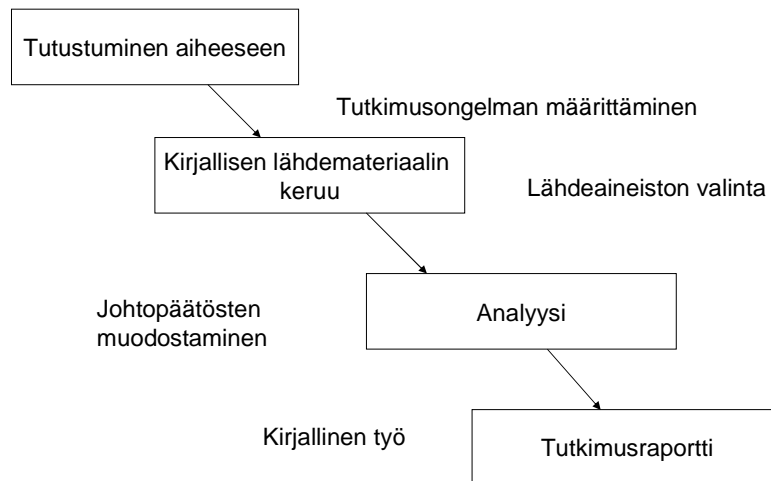 Tutustuminen aiheeseen
Tutkimusongelman määrittäminen
Kirjallisen lähdemateriaalin
keruu
Lähdeaineiston valinta
Johtopäätösten
muodostaminen
Analyysi
Kirjallinen työ
Tutkimusraportti